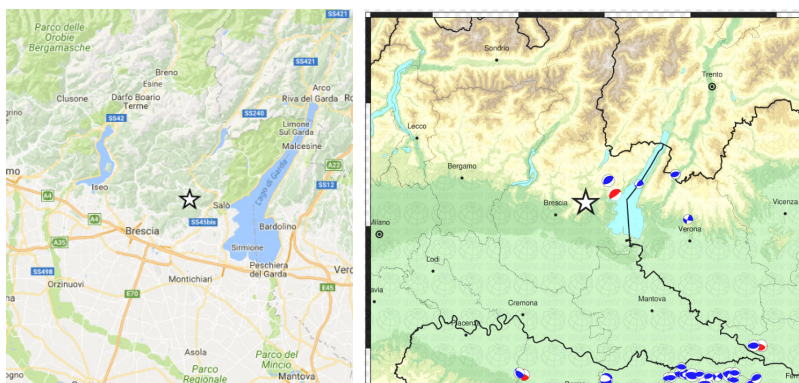 SS421
Parco delle
Orobie
Bergamasche
SS421
Breno
Esine
Clusone
Darfo Boario
Terme
Arco
Riva del Garda
SS42
SS240
Limone
Sul Garda
Malcesine
A22
Lago di Garda
Iseo
A4
SS12
Salò
A4
SS45bis
Bardolino
Brescia
A35
Sirmione
SS498
Peschiera
del Garda
Orzinuovi
Montichiari
E70
E45
Asola
Parco del
Mincio
Parco
Regionale
Mantova
Sondrio
Trento
Lecco
Bergamo
Brescia
Vicenza
Verona
Milano
Lodi
Cremona
Mantova
Piacenza